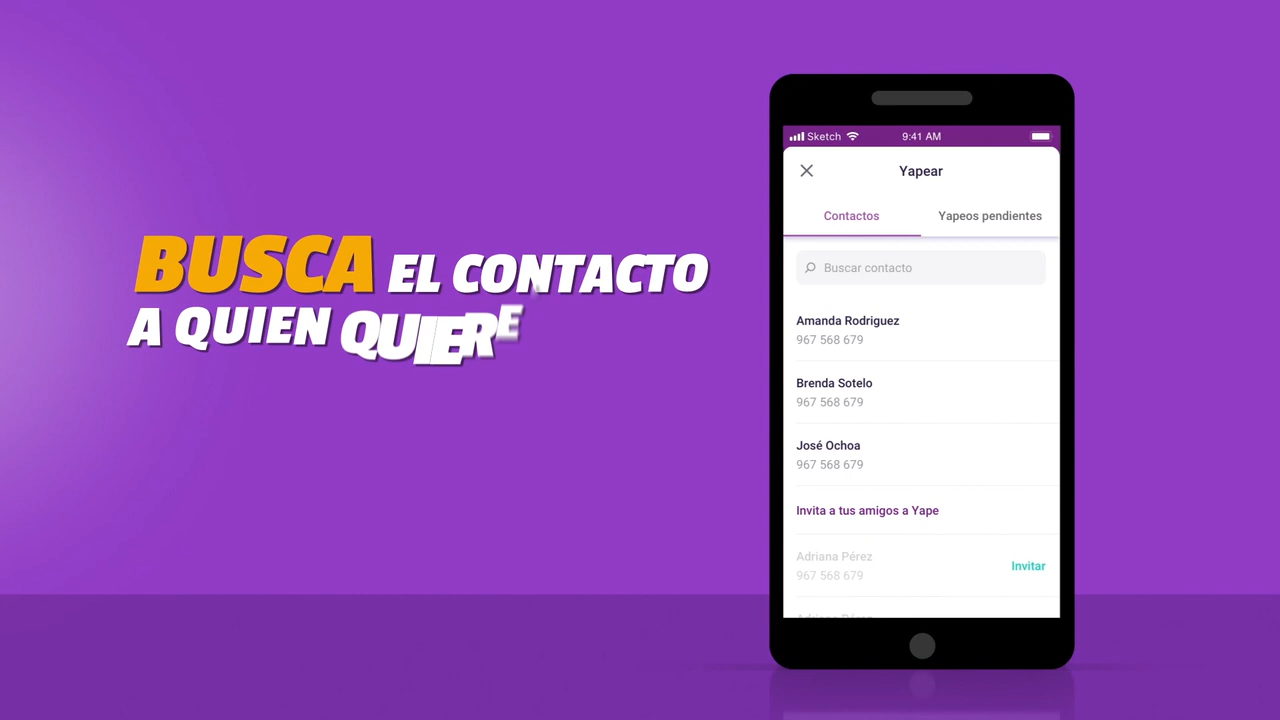 BUSCA EL CONTACTO
A QUIEN QUIERE
Sketch 9:41 AM
Yapear
Contactos Yapeos pendientes
Buscar contacto
Amanda Rodriguez
967 568 679
Brenda Sotelo
967 568 679
José Ochoa
967 568 679
Invita a tus amigos a Yape
Adriana Pérez
967 568 679
Invitar